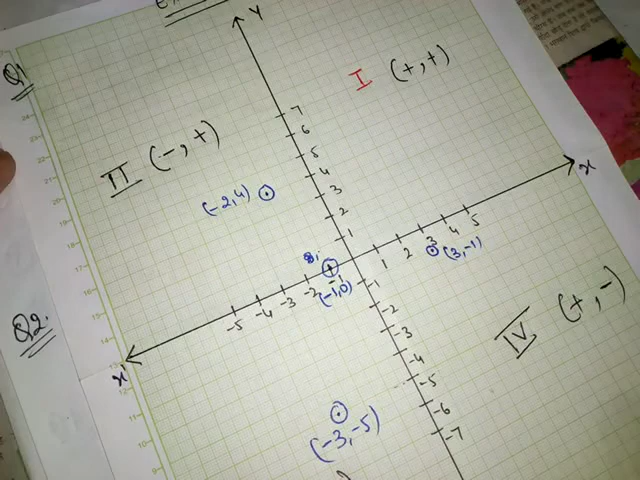 Q1
Y
I (+,+)
II (-,+)
7
6
5
4
3
2
1
(-2,4)
X
1 2 3 4 5
(3,-1)
-5 -4 -3 -2 -1
(-1,0)
X'
-1
-2
-3
-4
-5
-6
-7
IV (+,-)
Q2.
(-3,-5)